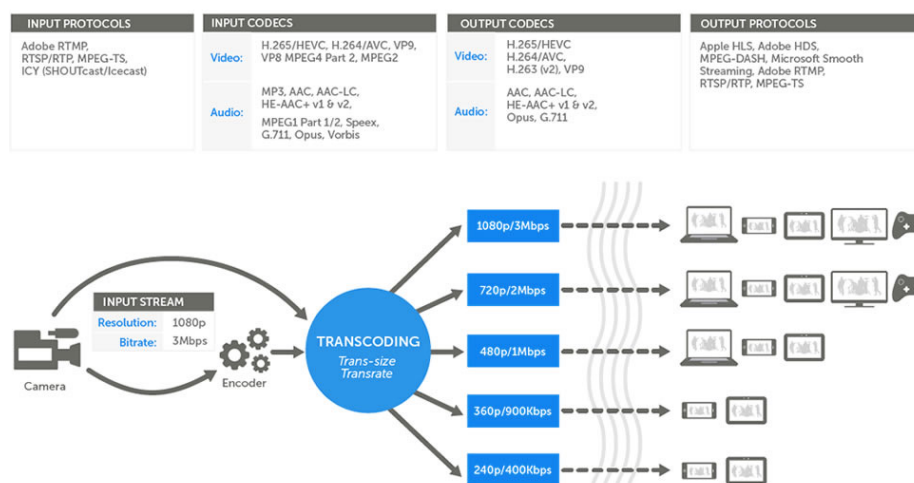 INPUT PROTOCOLS
Adobe RTMP,
RTSP/RTP, MPEG-TS,
ICY (SHOUTcast/Icecast)
INPUT CODECS
Video:
H.265/HEVC, H.264/AVC, VP9,
VP8 MPEG4 Part 2, MPEG2
Audio:
MP3, AAC, AAC-LC,
HE-AAC+ v1 & v2,
MPEG1 Part 1/2, Speex,
G.711, Opus, Vorbis
OUTPUT CODECS
Video:
H.265/HEVC
H.264/AVC,
H.263 (v2), VP9
Audio:
AAC, AAC-LC,
HE-AAC+ v1 & v2,
Opus, G.711
OUTPUT PROTOCOLS
Apple HLS, Adobe HDS,
MPEG-DASH, Microsoft Smooth
Streaming, Adobe RTMP,
RTSP/RTP, MPEG-TS
INPUT STREAM
Resolution: 1080p
Bitrate: 3Mbps
Camera
Encoder
TRANSCODING
Trans-size
Transrate
1080p/3Mbps
720p/2Mbps
480p/1Mbps
360p/900Kbps
240p/400Kbps